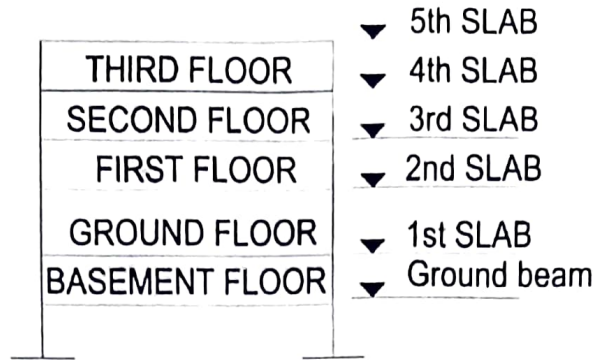 5th SLAB
THIRD FLOOR
4th SLAB
SECOND FLOOR
3rd SLAB
FIRST FLOOR
2nd SLAB
GROUND FLOOR
1st SLAB
BASEMENT FLOOR
Ground beam